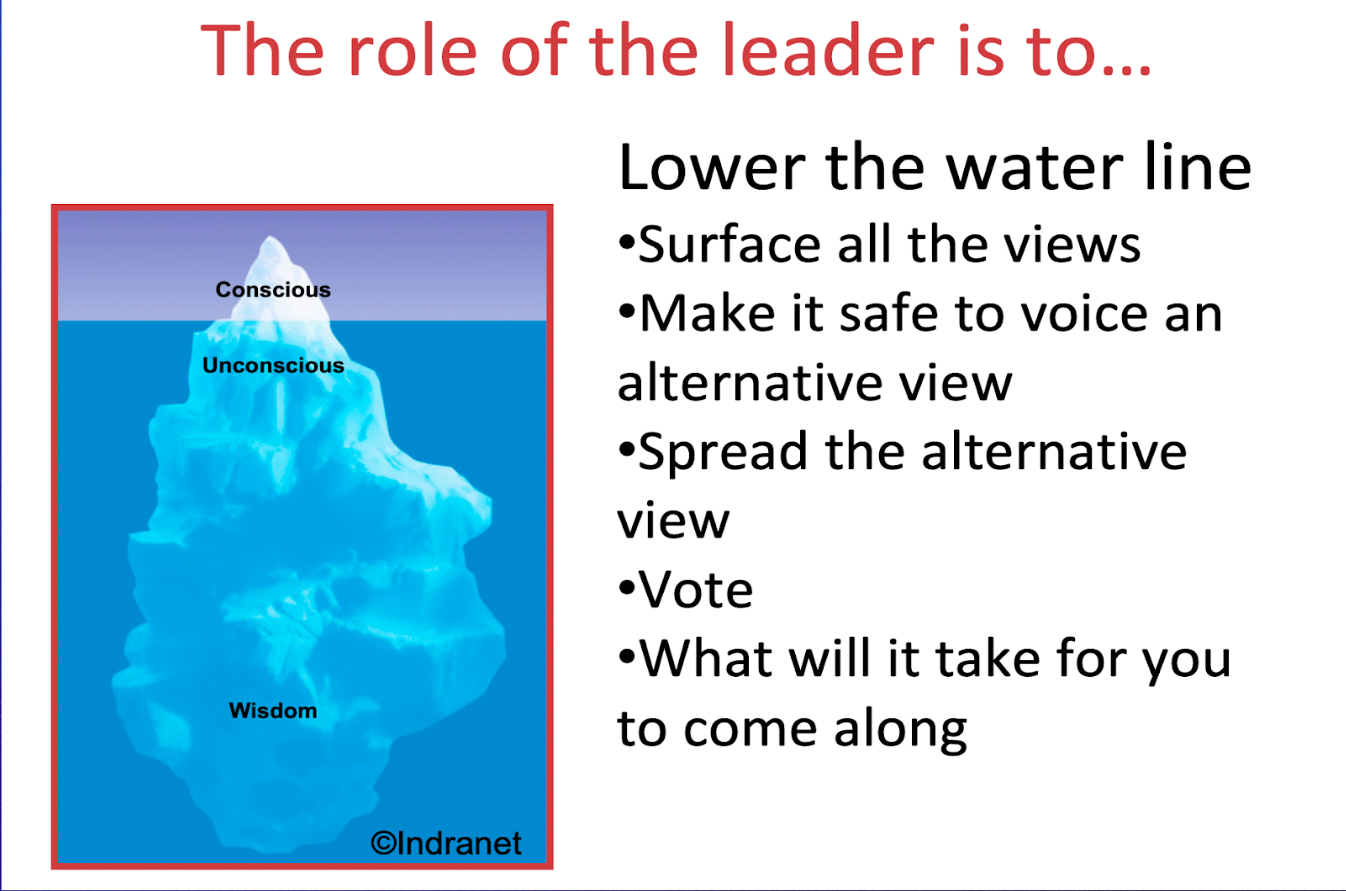 The role of the leader is to...
Conscious
Unconscious
Wisdom
©Indranet
Lower the water line
•Surface all the views
•Make it safe to voice an
alternative view
•Spread the alternative
view
•Vote
•What will it take for you
to come along